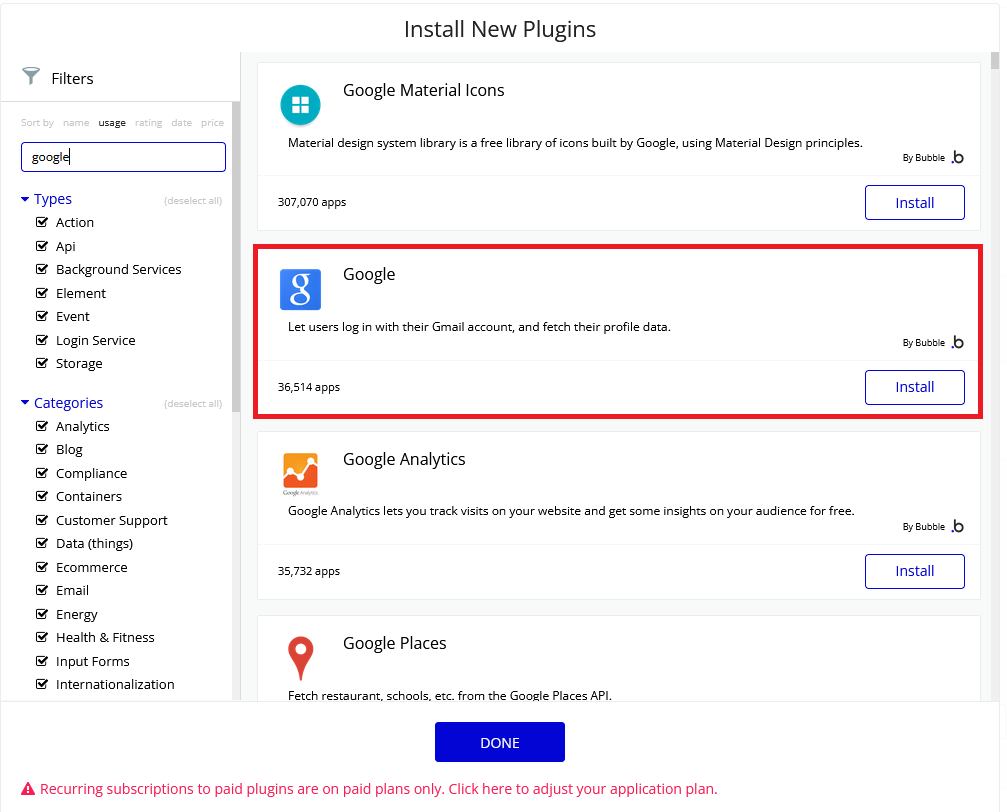 Install New Plugins
Filters
Sort by name usage rating date price
google
Types (deselect all)
Action
Api
Background Services
Element
Event
Login Service
Storage
Categories (deselect all)
Analytics
Blog
Compliance
Containers
Customer Support
Data (things)
Ecommerce
Email
Energy
Health & Fitness
Input Forms
Internationalization
Google Material Icons
Material design system library is a free library of icons built by Google, using Material Design principles.
By Bubble .b
307,070 apps
Install
g
Google
Let users log in with their Gmail account, and fetch their profile data.
By Bubble .b
36,514 apps
Install
Google Analytics
Google Analytics
Google Analytics lets you track visits on your website and get some insights on your audience for free.
By Bubble .b
35,732 apps
Install
Google Places
Fetch restaurant, schools, etc. from the Google Places API.
DONE
Recurring subscriptions to paid plugins are on paid plans only. Click here to adjust your application plan.